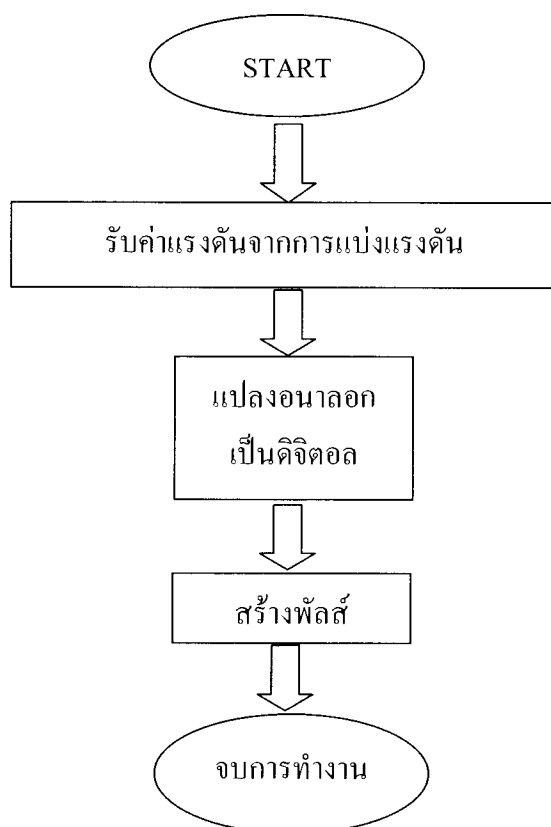 START
รับค่าแรงดันจากการแบ่งแรงดัน
แปลงอนาลอก
เป็นดิจิตอล
สร้างพัลส์
จบการทำงาน